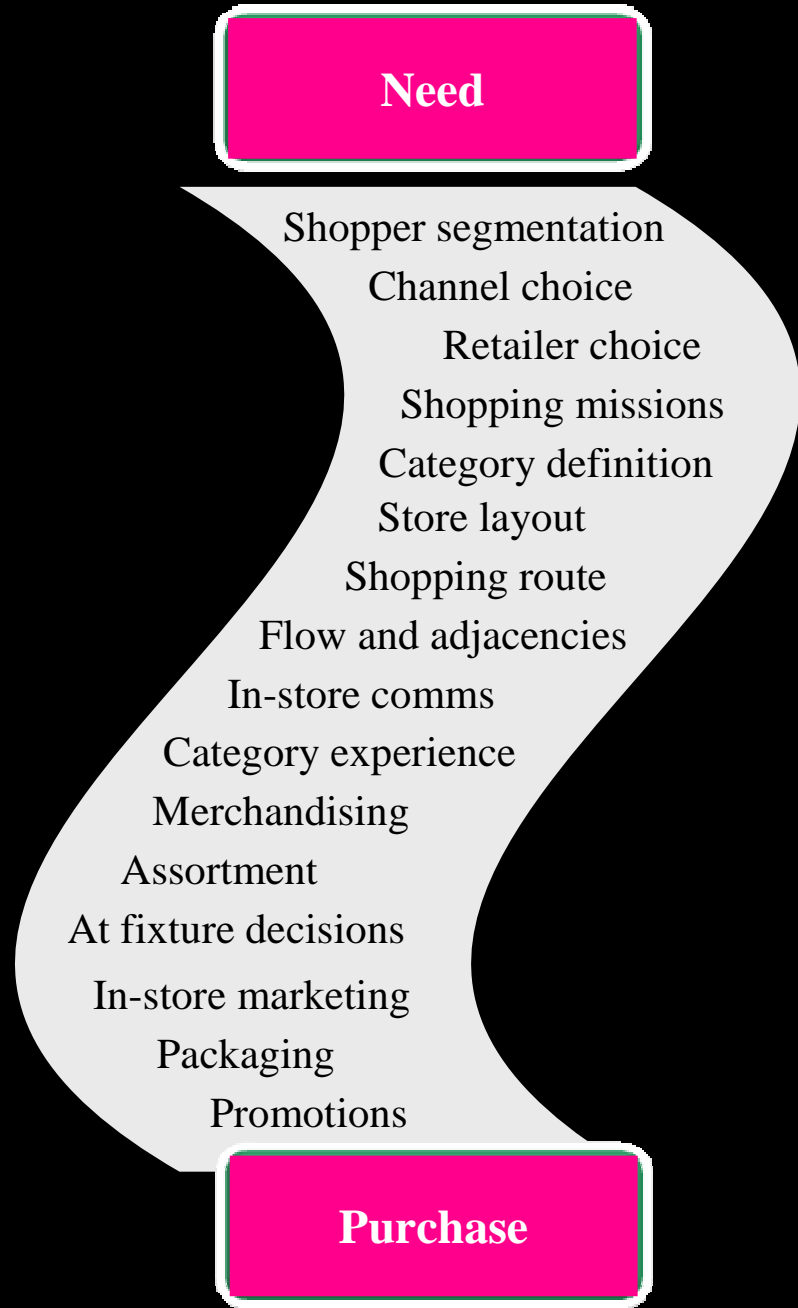 Need
Shopper segmentation
Channel choice
Retailer choice
Shopping missions
Category definition
Store layout
Shopping route
Flow and adjacencies
In-store comms
Category experience
Merchandising
Assortment
At fixture decisions
In-store marketing
Packaging
Promotions
Purchase